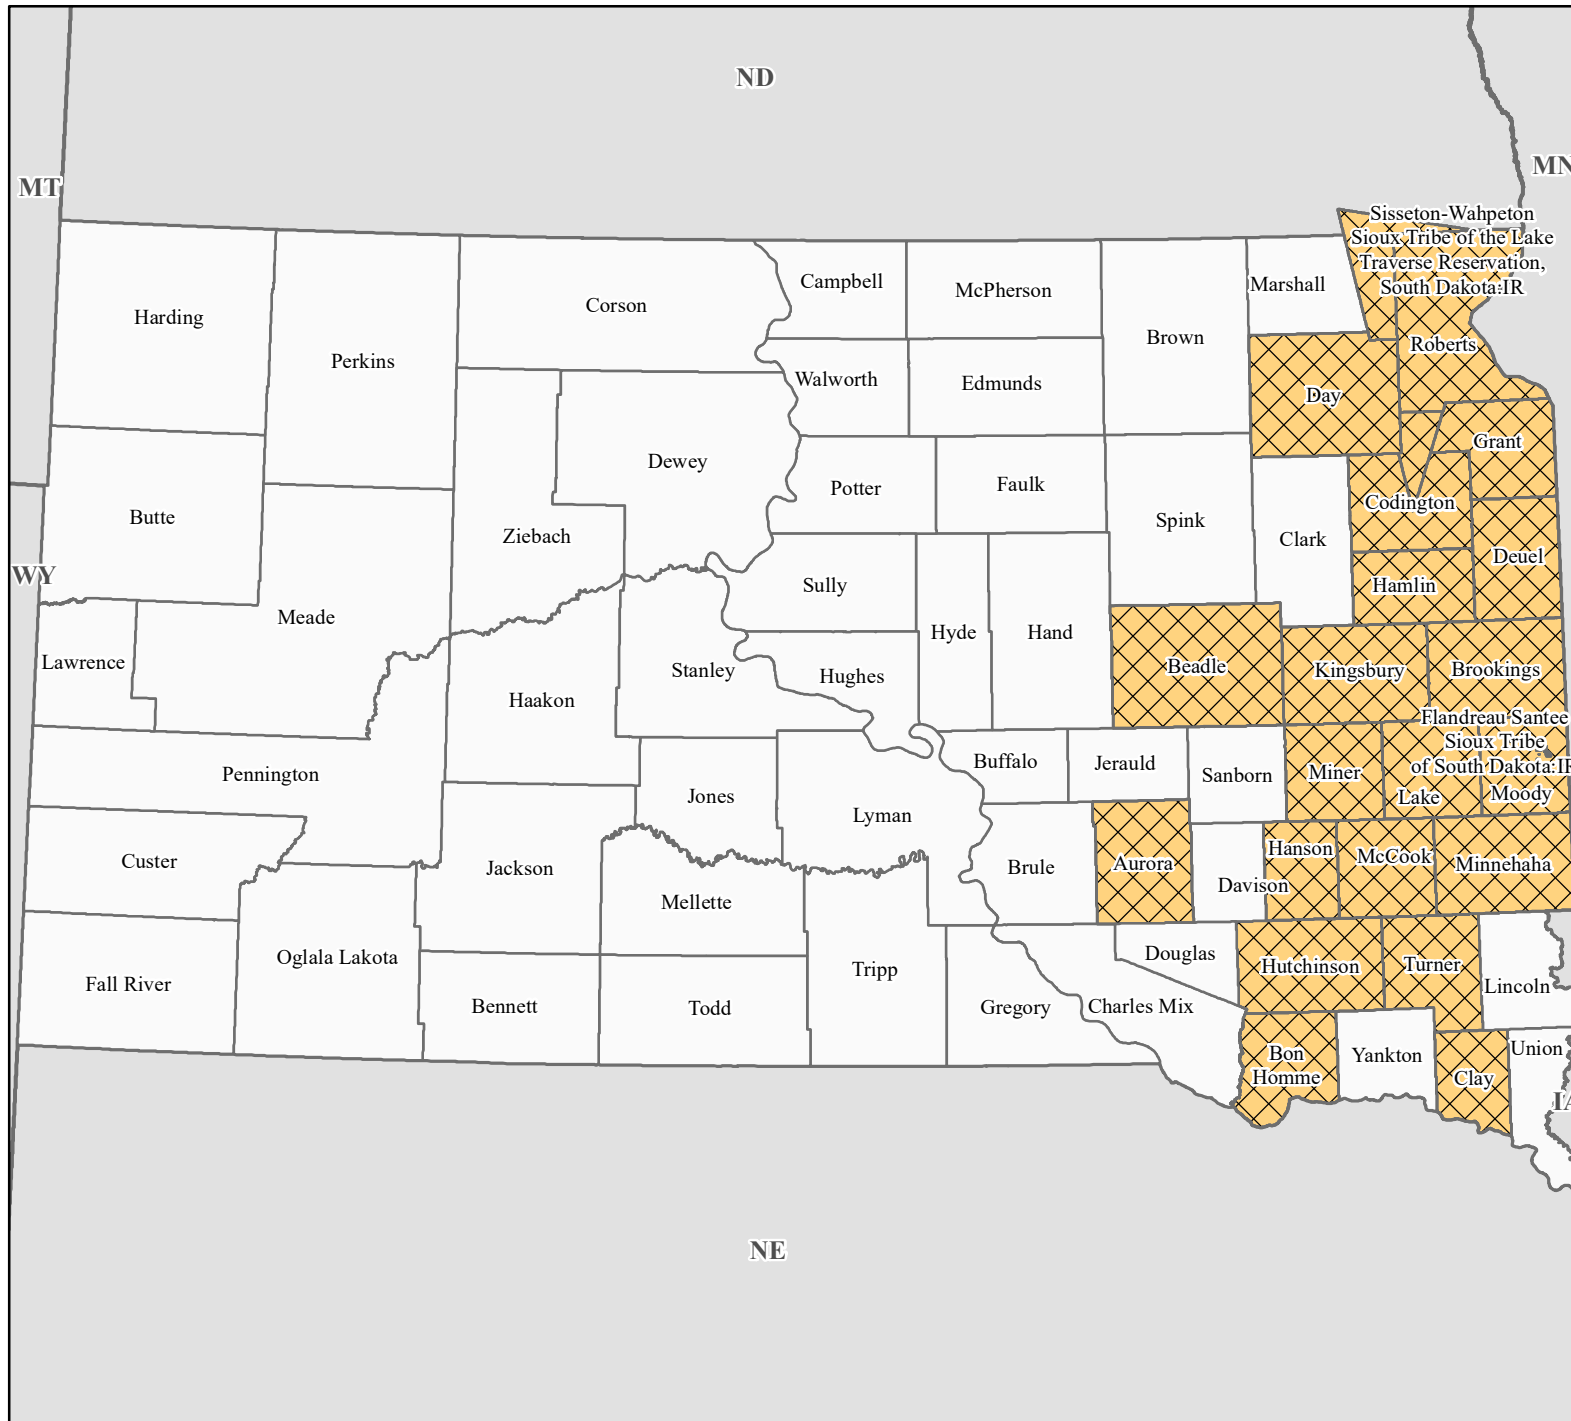 ND
MT
MN
Sisseton-Wahpeton
Sioux Tribe of the Lake
Traverse Reservation,
South Dakota:IR
Harding
Perkins
Corson
Campbell
McPherson
Brown
Marshall
Roberts
Walworth
Edmunds
Day
Grant
Butte
Dewey
Potter
Faulk
Spink
Codington
Ziebach
Clark
Deuel
WY
Meade
Sully
Hamlin
Lawrence
Haakon
Stanley
Hughes
Hyde
Hand
Beadle
Kingsbury
Brookings
Flandreau Santee
Sioux Tribe
of South Dakota:IR
Pennington
Jones
Lyman
Buffalo
Jerauld
Sanborn
Miner
Lake
Moody
Custer
Jackson
Mellette
Brule
Aurora
Davison
Hanson
McCook
Minnehaha
Fall River
Oglala Lakota
Bennett
Todd
Tripp
Gregory
Charles Mix
Douglas
Hutchinson
Turner
Lincoln
Bon
Homme
Yankton
Clay
Union
IA
NE